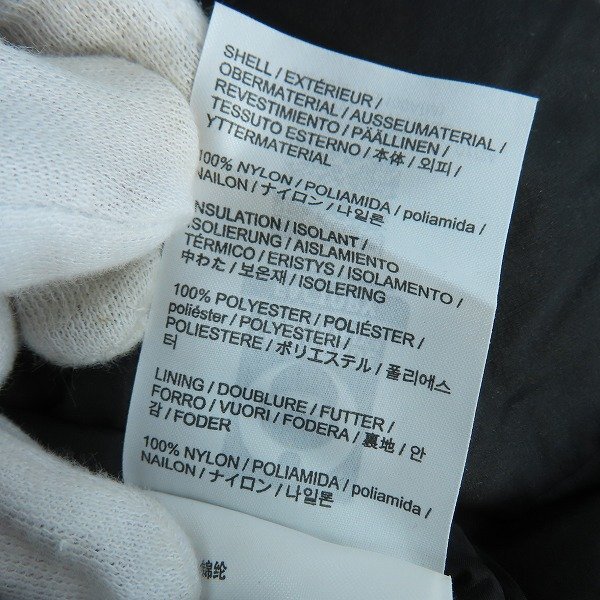 SHELL / EXTÉRIEUR /
OBERMATERIAL / AUSSEUMATERIAL /
REVESTIMIENTO / PÄÄLLINEN /
TESSUTO ESTERNO / 本体 / 외피 /
YTTERMATERIAL
100% NYLON / POLIAMIDA / poliamida /
NAILON / ナイロン / 나일론
INSULATION / ISOLANT /
ISOLIERUNG / AISLAMIENTO
TÉRMICO / ERISTYS / ISOLAMENTO /
中わた / 보온재 / ISOLERING
100% POLYESTER / POLIÉSTER /
poliéster / POLYESTERI /
POLIESTERE / ポリエステル / 폴리에스
터
LINING / DOUBLURE / FUTTER /
FORRO / VUORI / FODERA / 裏地 / 안
감 / FODER
100% NYLON / POLIAMIDA / poliamida /
NAILON / ナイロン / 나일론
锦纶